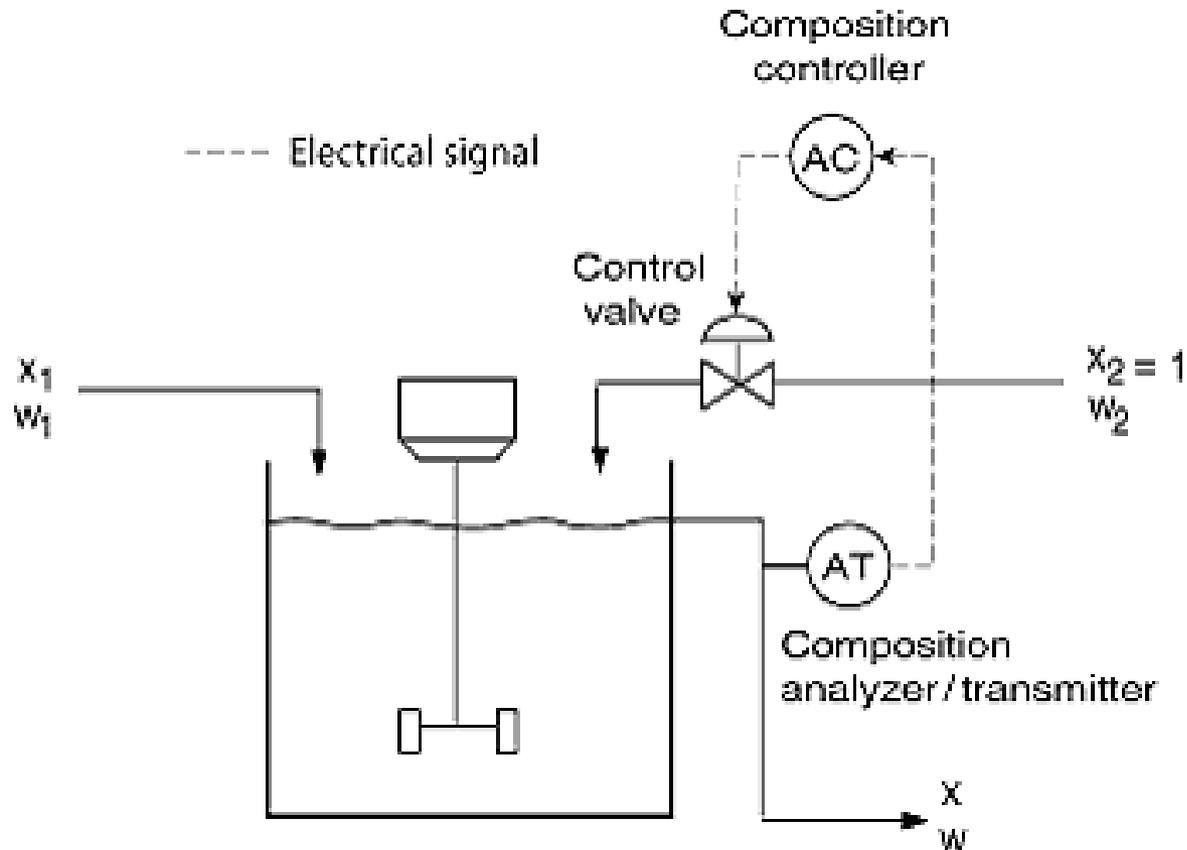 Composition
controller
AC
Electrical signal
Control
valve
x₁
w₁
x₂ = 1
w₂
AT
Composition
analyzer/transmitter
x
w